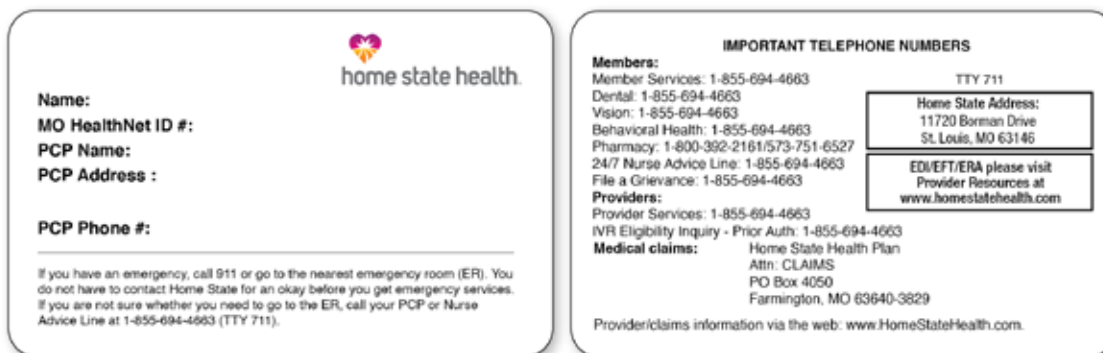 home state health.
Name:
MO HealthNet ID #:
PCP Name:
PCP Address :
PCP Phone #:
If you have an emergency, call 911 or go to the nearest emergency room (ER). You
do not have to contact Home State for an okay before you get emergency services.
If you are not sure whether you need to go to the ER, call your PCP or Nurse
Advice Line at 1-855-694-4663 (TTY 711).
IMPORTANT TELEPHONE NUMBERS
Members:
Member Services: 1-855-694-4663
TTY 711
Dental: 1-855-694-4663
Vision: 1-855-694-4663
Behavioral Health: 1-855-694-4663
Pharmacy: 1-800-392-2161/573-751-6527
24/7 Nurse Advice Line: 1-855-694-4663
File a Grievance: 1-855-694-4663
Home State Address:
11720 Borman Drive
St. Louis, MO 63146
EDI/EFT/ERA please visit
Provider Resources at
www.homestatehealth.com
Providers:
Provider Services: 1-855-694-4663
IVR Eligibility Inquiry - Prior Auth: 1-855-694-4663
Medical claims: Home State Health Plan
Attn: CLAIMS
PO Box 4050
Farmington, MO 63640-3829
Provider/claims information via the web: www.HomeStateHealth.com.